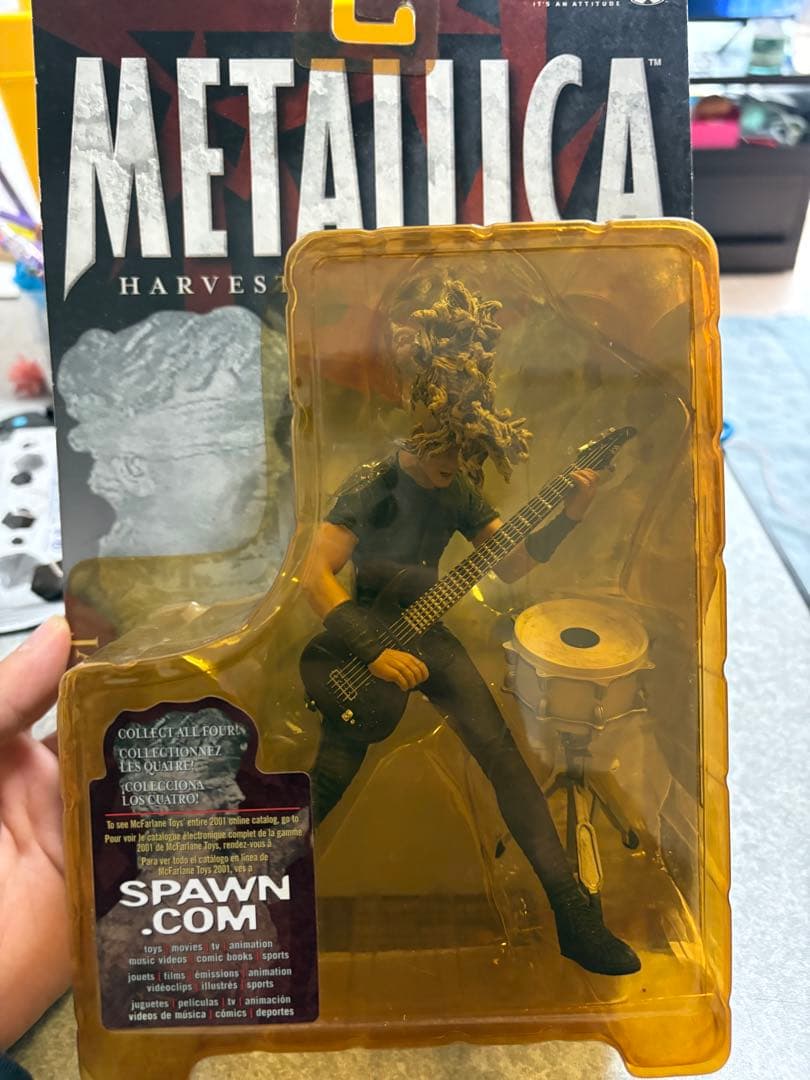 IT'S AN ATTITUDE
METALLICA™
HARVEST
COLLECT ALL FOUR!
COLLECTIONNEZ
LES QUATRE!
¡COLECCIONA
LOS CUATRO!
To see McFarlane Toys' entire 2001 online catalog, go to
Pour voir le catalogue électronique complet de la gamme
2001 de McFarlane Toys, rendez-vous à
Para ver todo el catálogo en línea de
McFarlane Toys 2001, ves a
SPAWN
.COM
toys | movies | tv | animation
music videos | comic books | sports
jouets | films | émissions | animation
vidéoclips | illustrés | sports
juguetes | películas | tv | animación
videos de música | cómics | deportes